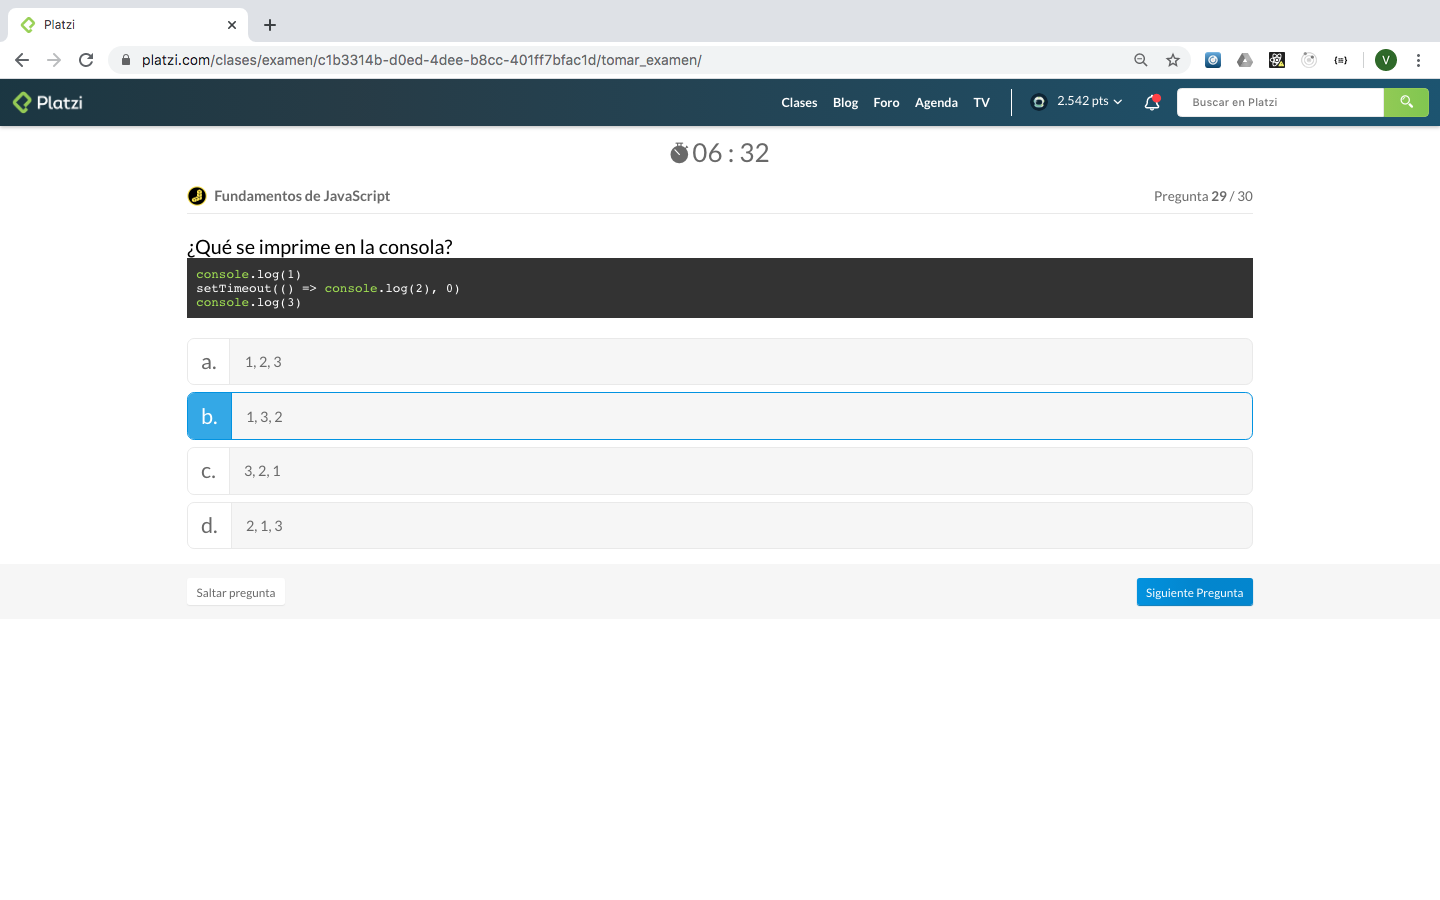 Platzi
platzi.com/clases/examen/c1b3314b-d0ed-4dee-b8cc-401ff7bfac1d/tomar_examen/
V
Platzi
Clases Blog Foro Agenda TV 2.542 pts Buscar en Platzi
06 : 32
Fundamentos de JavaScript Pregunta 29 / 30
¿Qué se imprime en la consola?
console.log(1)
setTimeout(() => console.log(2), 0)
console.log(3)
a. 1, 2, 3
b. 1, 3, 2
c. 3, 2, 1
d. 2, 1, 3
Saltar pregunta Siguiente Pregunta